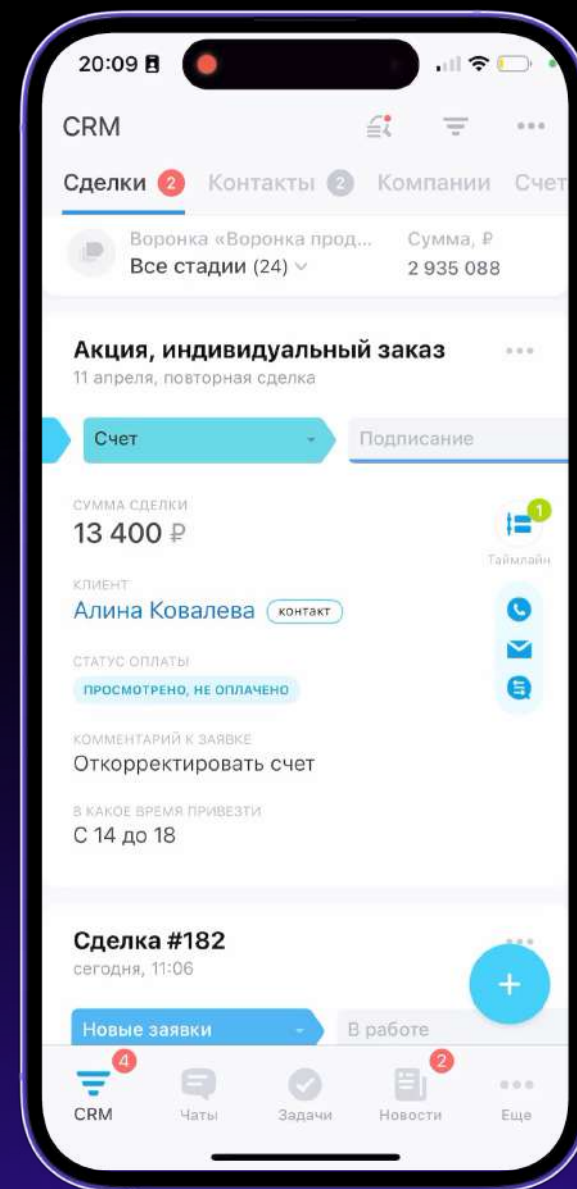 20:09
CRM
Сделки 2 Контакты 2 Компании Счет
Воронка «Воронка прод... Сумма, ₽
Все стадии (24) 2 935 088
Акция, индивидуальный заказ
11 апреля, повторная сделка
Счет Подписание
СУММА СДЕЛКИ
13 400 ₽
1
Таймлайн
КЛИЕНТ
Алина Ковалева контакт
СТАТУС ОПЛАТЫ
ПРОСМОТРЕНО, НЕ ОПЛАЧЕНО
КОММЕНТАРИЙ К ЗАЯВКЕ
Откорректировать счет
В КАКОЕ ВРЕМЯ ПРИВЕЗТИ
С 14 до 18
Сделка #182
сегодня, 11:06
+
Новые заявки В работе
4 2
CRM Чаты Задачи Новости Еще